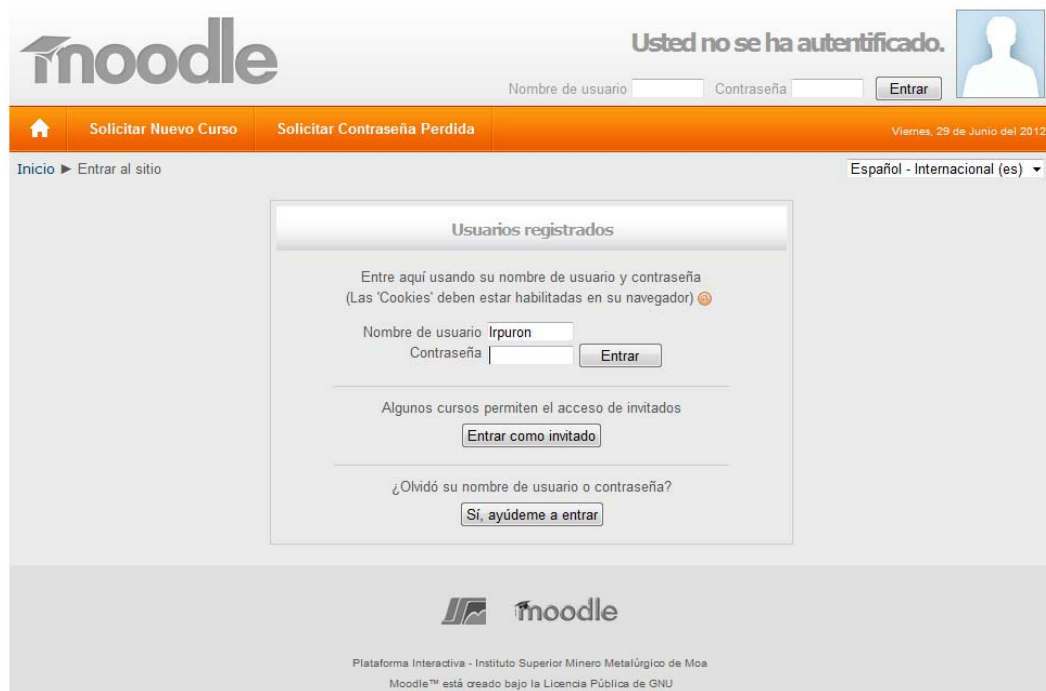 moodle
Usted no se ha autentificado.
Nombre de usuario Contraseña Entrar
Solicitar Nuevo Curso Solicitar Contraseña Perdida Viernes, 29 de Junio del 2012
Inicio ► Entrar al sitio Español - Internacional (es)
Usuarios registrados
Entre aquí usando su nombre de usuario y contraseña
(Las 'Cookies' deben estar habilitadas en su navegador)
Nombre de usuario lrpuron
Contraseña Entrar
Algunos cursos permiten el acceso de invitados
Entrar como invitado
¿Olvidó su nombre de usuario o contraseña?
Sí, ayúdeme a entrar
moodle
Plataforma Interactiva - Instituto Superior Minero Metalúrgico de Moa
Moodle™ está creado bajo la Licencia Pública de GNU